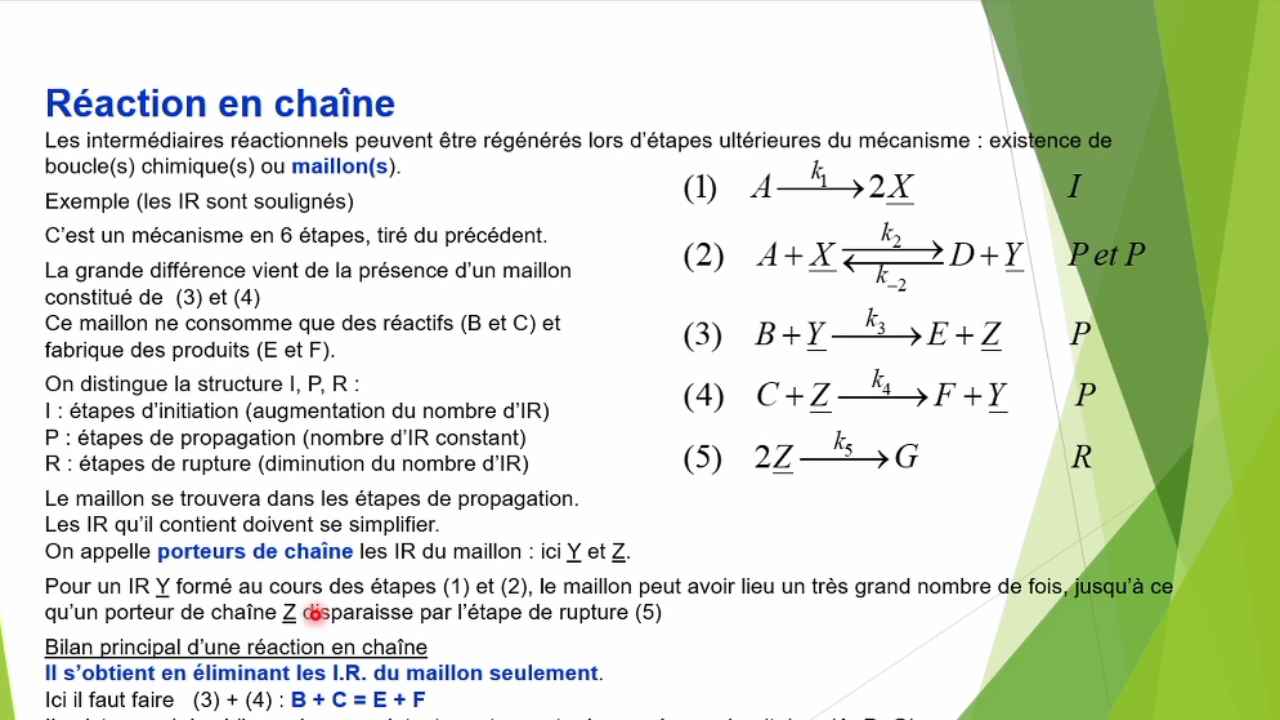 Réaction en chaîne
Les intermédiaires réactionnels peuvent être régénérés lors d'étapes ultérieures du mécanisme : existence de
boucle(s) chimique(s) ou maillon(s).
Exemple (les IR sont soulignés)
C'est un mécanisme en 6 étapes, tiré du précédent.
La grande différence vient de la présence d'un maillon
constitué de (3) et (4)
Ce maillon ne consomme que des réactifs (B et C) et
fabrique des produits (E et F).
On distingue la structure I, P, R :
I : étapes d'initiation (augmentation du nombre d'IR)
P : étapes de propagation (nombre d'IR constant)
R : étapes de rupture (diminution du nombre d'IR)
Le maillon se trouvera dans les étapes de propagation.
Les IR qu'il contient doivent se simplifier.
On appelle porteurs de chaîne les IR du maillon : ici Y et Z.
(1) A k₁ → 2X I
(2) A + X k₂ ⇄ k₋₂ D + Y P et P
(3) B + Y k₃ → E + Z P
(4) C + Z k₄ → F + Y P
(5) 2Z k₅ → G R
Pour un IR Y formé au cours des étapes (1) et (2), le maillon peut avoir lieu un très grand nombre de fois, jusqu'à ce
qu'un porteur de chaîne Z disparaisse par l'étape de rupture (5)
Bilan principal d'une réaction en chaîne
Il s'obtient en éliminant les I.R. du maillon seulement.
Ici il faut faire (3) + (4) : B + C = E + F